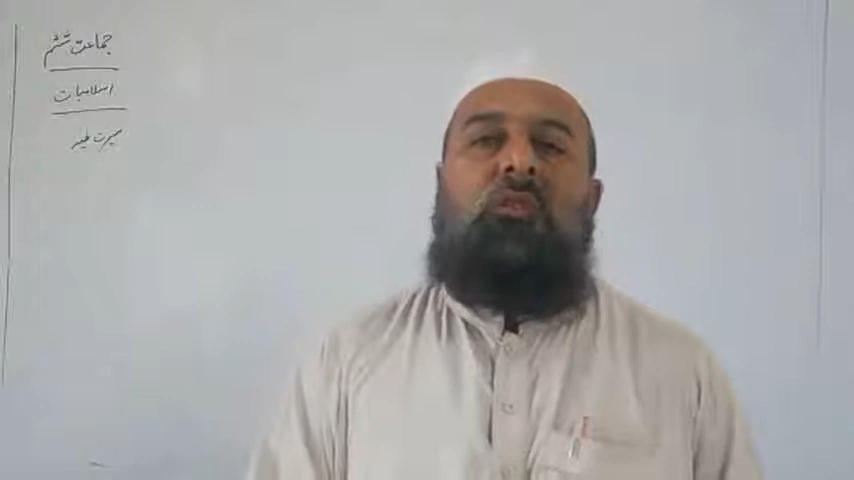 جماعت ششم
اسلامیات
سیرت طیبہ